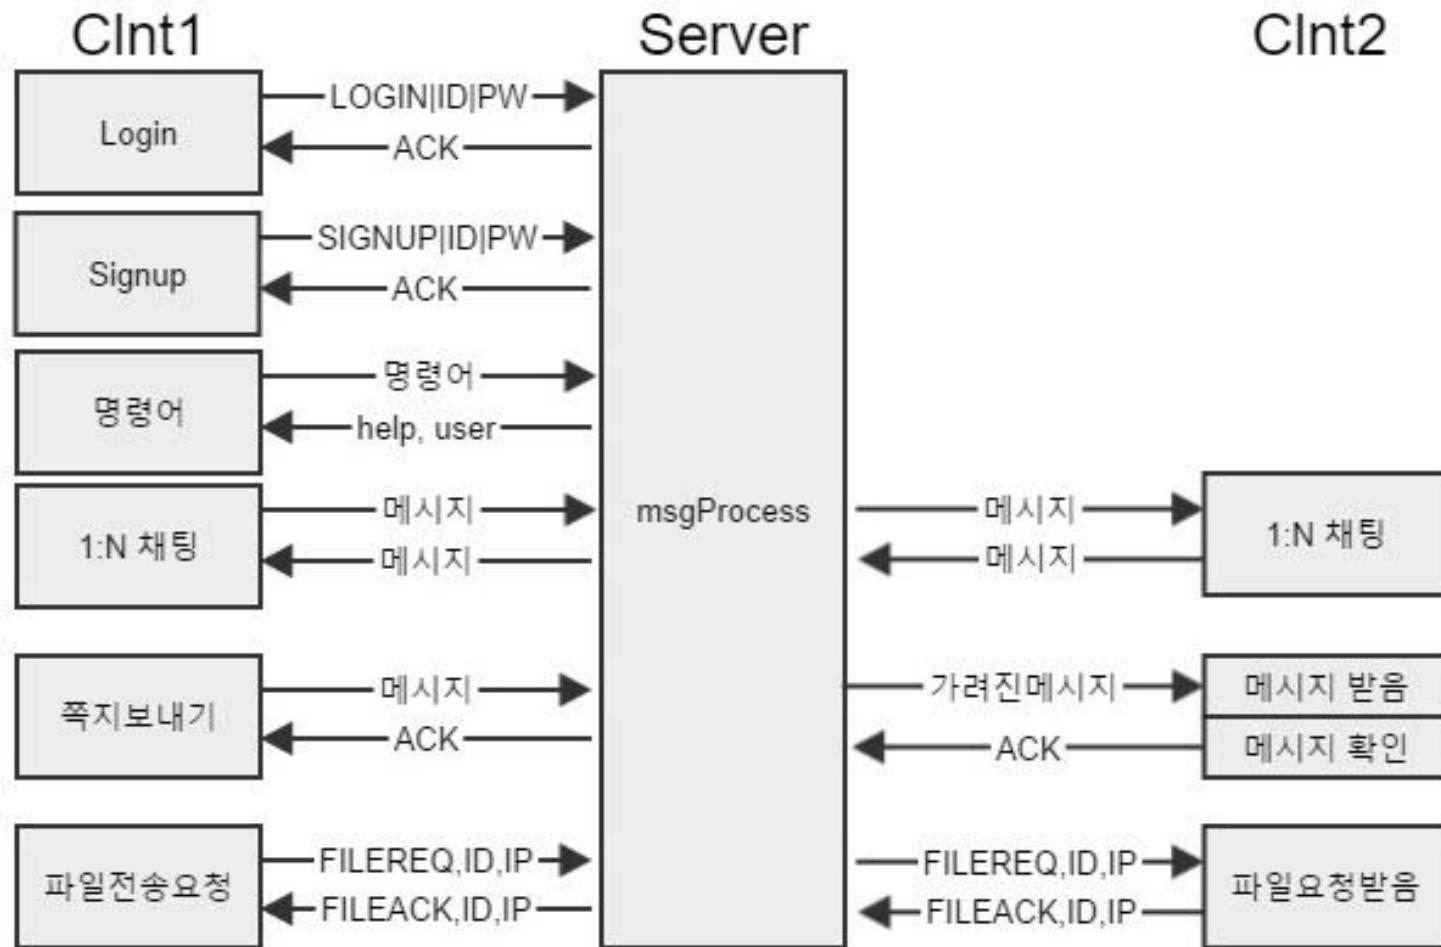 Clnt1
Server
Clnt2
Login
LOGIN|ID|PW
ACK
Signup
SIGNUP|ID|PW
ACK
명령어
명령어
help, user
1:N 채팅
메시지
메시지
msgProcess
메시지
메시지
1:N 채팅
쪽지보내기
메시지
ACK
가려진메시지
ACK
메시지 받음
메시지 확인
파일전송요청
FILEREQ,ID,IP
FILEACK,ID,IP
FILEREQ,ID,IP
FILEACK,ID,IP
파일요청받음